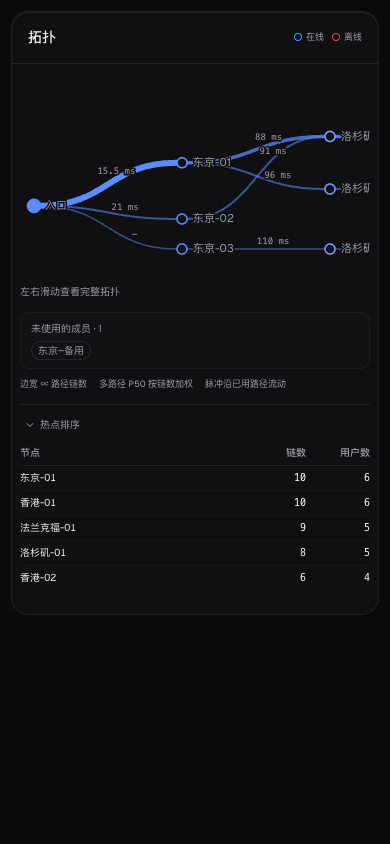 拓扑
在线 离线
88 ms
洛杉矶
91 ms
15.5 ms
东京-01
96 ms
洛杉矶
入口
21 ms
东京-02
–
110 ms
东京-03
洛杉矶
左右滑动查看完整拓扑
未使用的成员 · 1
东京-备用
边宽 ∝ 路径链数 多路径 P50 按链数加权 脉冲沿已用路径流动
热点排序
节点 链数 用户数
东京-01 10 6
香港-01 10 6
法兰克福-01 9 5
洛杉矶-01 8 5
香港-02 6 4